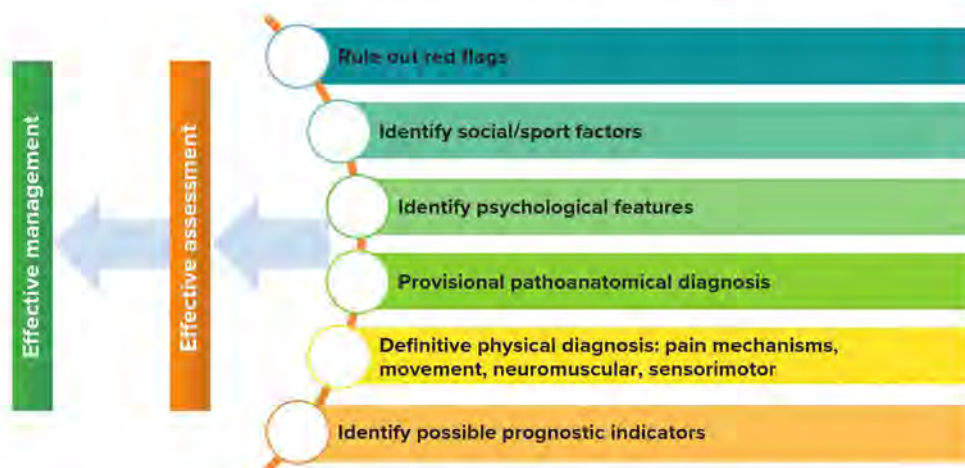 Effective management
Effective assessment
Rule out red flags
Identify social/sport factors
Identify psychological features
Provisional pathoanatomical diagnosis
Definitive physical diagnosis: pain mechanisms,
movement, neuromuscular, sensorimotor
Identify possible prognostic indicators